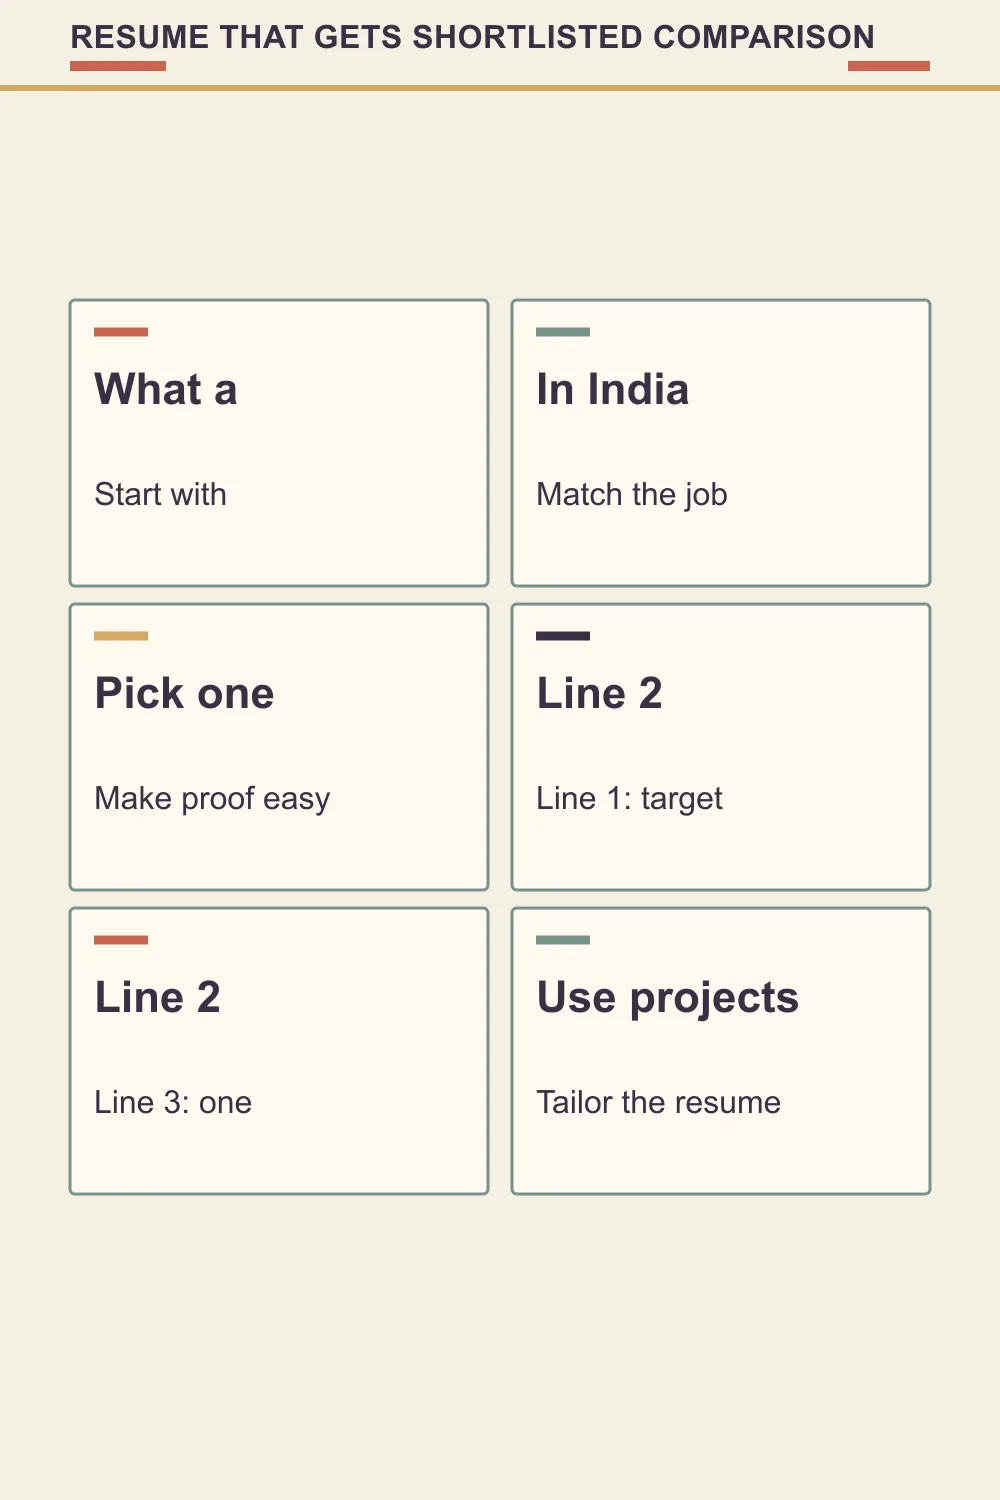 RESUME THAT GETS SHORTLISTED COMPARISON
What a
Start with
In India
Match the job
Pick one
Make proof easy
Line 2
Line 1: target
Line 2
Line 3: one
Use projects
Tailor the resume